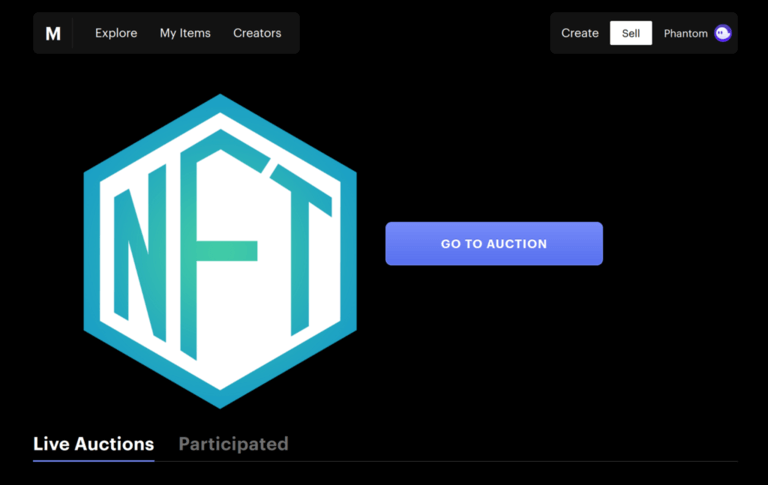 M Explore My Items Creators Create Sell Phantom
NFT
GO TO AUCTION
Live Auctions Participated